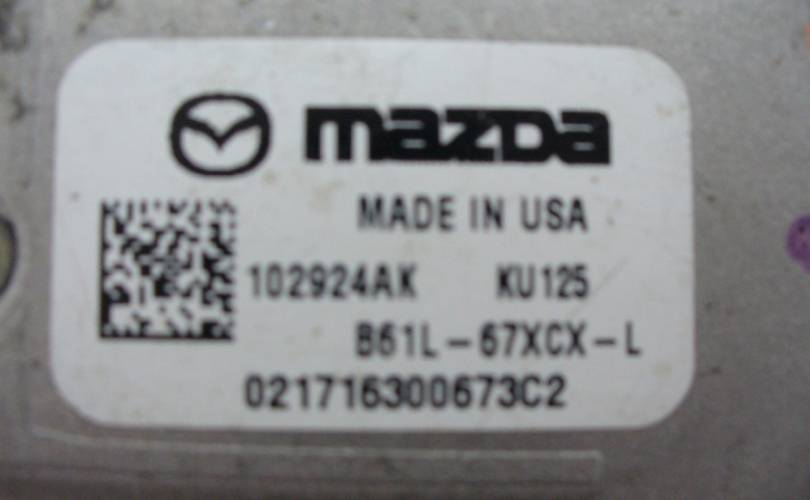 mazda
MADE IN USA
102924AK KU125
B61L-67XCX-L
021716300673C2